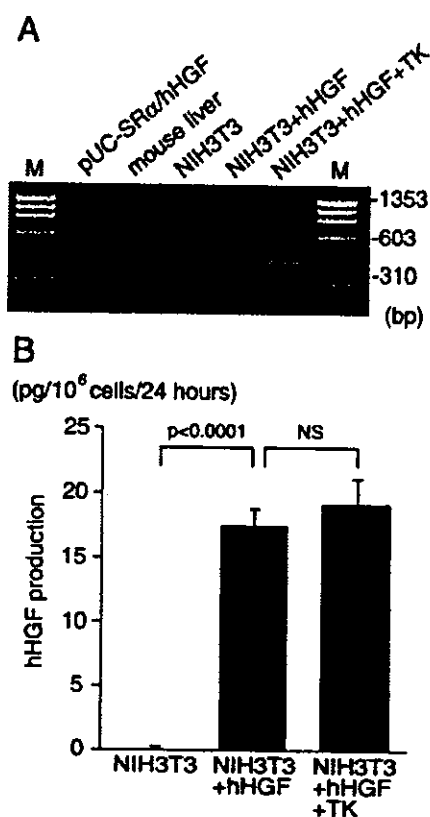 A
M pUC-SRα/hHGF mouse liver NIH3T3 NIH3T3+hHGF NIH3T3+hHGF+TK M
-1353
-603
-310
(bp)
B
(pg/10⁶ cells/24 hours)
p<0.0001 NS
25
20
15
10
5
0
hHGF production
NIH3T3 NIH3T3 NIH3T3
+hHGF +hHGF
+TK